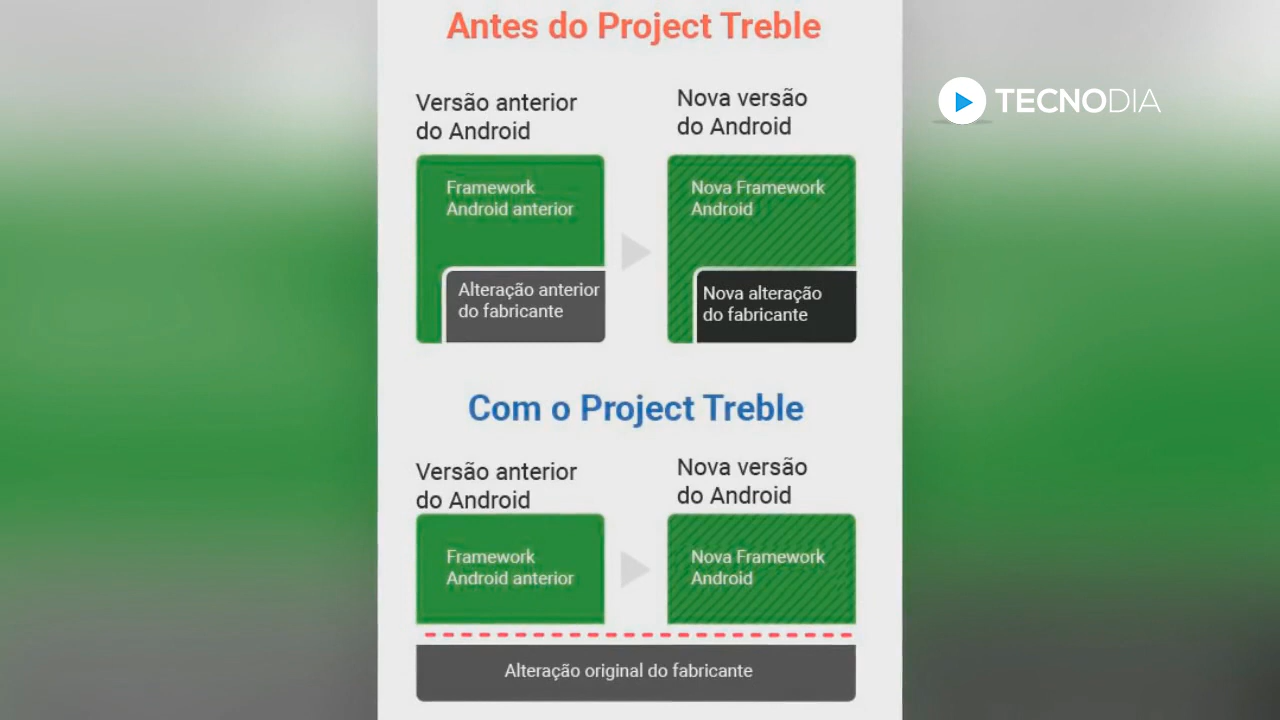 Antes do Project Treble
TECNODIA
Versão anterior
do Android
Nova versão
do Android
Framework
Android anterior
Alteração anterior
do fabricante
Nova Framework
Android
Nova alteração
do fabricante
Com o Project Treble
Versão anterior
do Android
Nova versão
do Android
Framework
Android anterior
Nova Framework
Android
Alteração original do fabricante